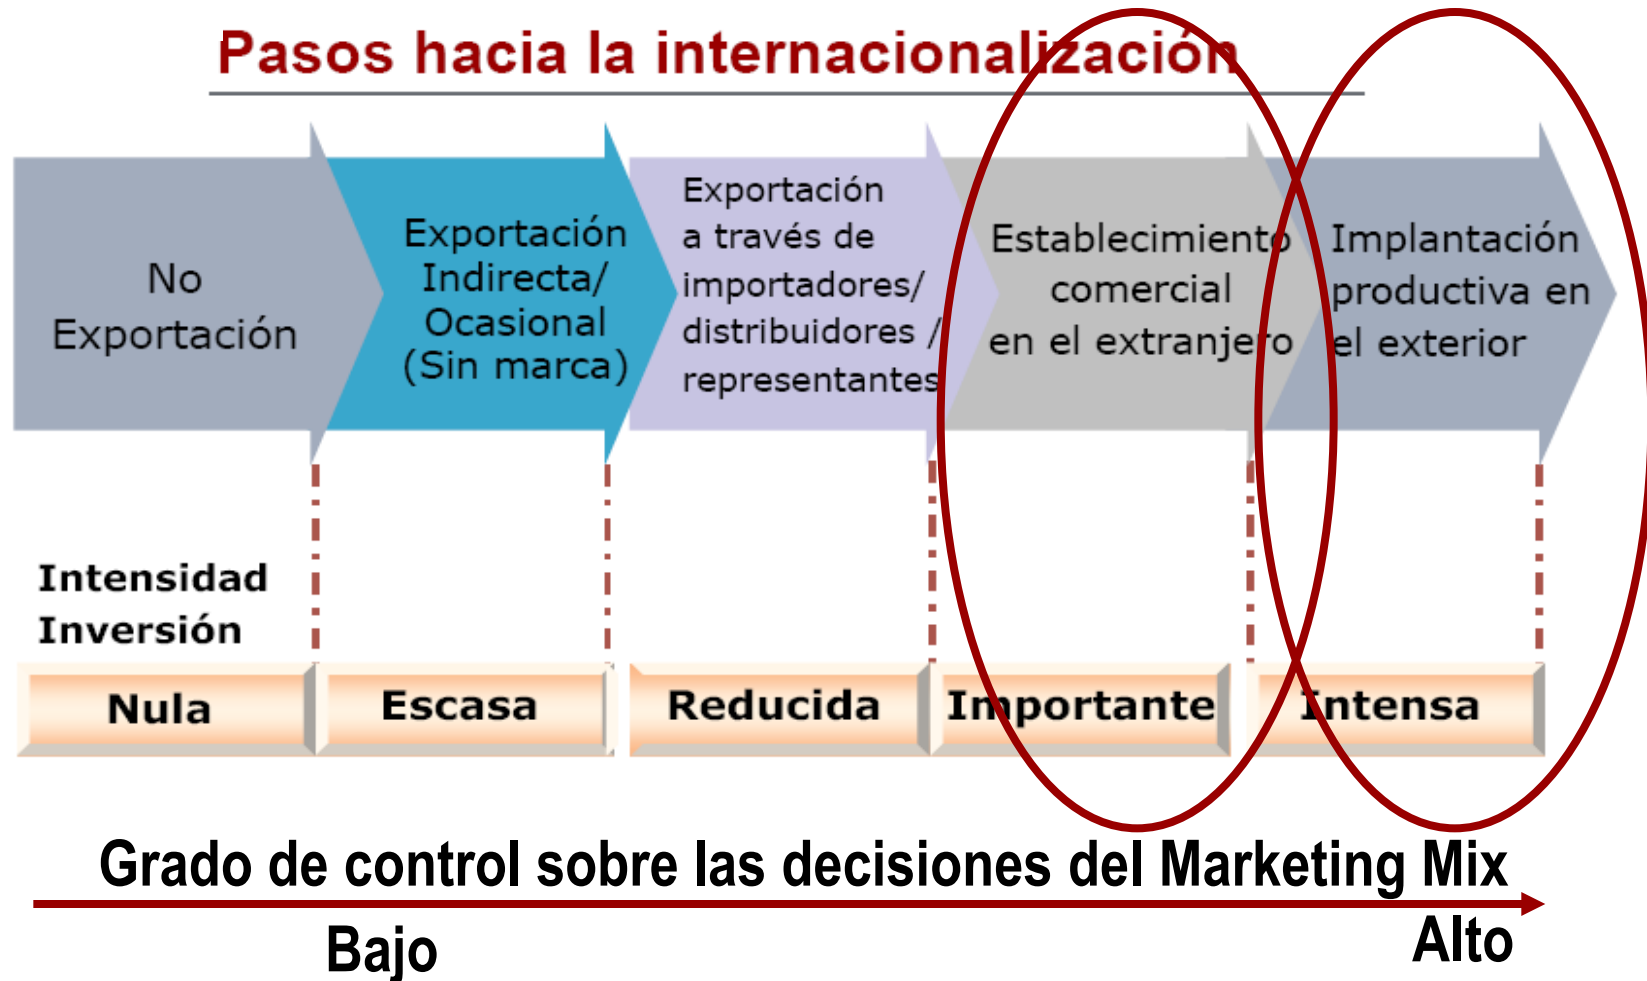 Pasos hacia la internacionalización
No
Exportación
Exportación
Indirecta/
Ocasional
(Sin marca)
Exportación
a través de
importadores/
distribuidores /
representantes
Establecimiento
comercial
en el extranjero
Implantación
productiva en
el exterior
Intensidad
Inversión
Nula
Escasa
Reducida
Importante
Intensa
Grado de control sobre las decisiones del Marketing Mix
Bajo
Alto